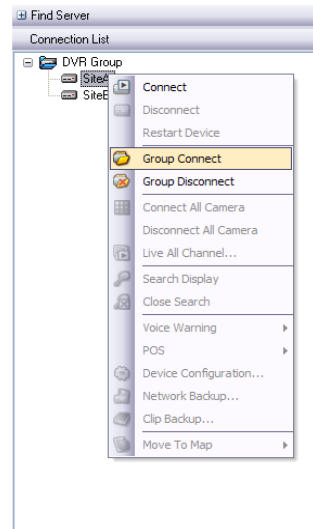 Find Server
Connection List
DVR Group
SiteA
SiteB
Connect
Disconnect
Restart Device
Group Connect
Group Disconnect
Connect All Camera
Disconnect All Camera
Live All Channel...
Search Display
Close Search
Voice Warning
POS
Device Configuration...
Network Backup...
Clip Backup...
Move To Map